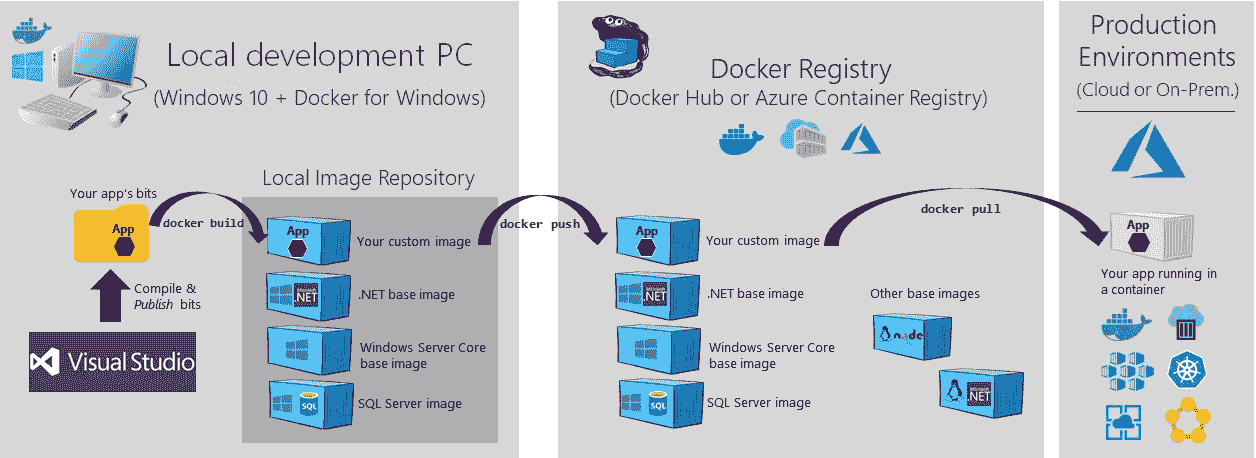 Local development PC
(Windows 10 + Docker for Windows)
Your app's bits
App
docker build
Compile &
Publish bits
Visual Studio
Local Image Repository
App
Your custom image
Microsoft
.NET
.NET base image
Windows Server Core
base image
SQL
SQL Server image
docker push
Docker Registry
(Docker Hub or Azure Container Registry)
App
Your custom image
Microsoft
.NET
.NET base image
Windows Server Core
base image
SQL
SQL Server image
Other base images
node
.NET
docker pull
Production
Environments
(Cloud or On-Prem.)
App
Your app running in
a container